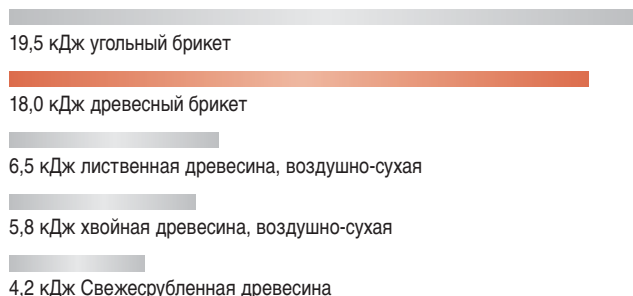 19,5 кДж угольный брикет
18,0 кДж древесный брикет
6,5 кДж лиственная древесина, воздушно-сухая
5,8 кДж хвойная древесина, воздушно-сухая
4,2 кДж Свежесрубленная древесина